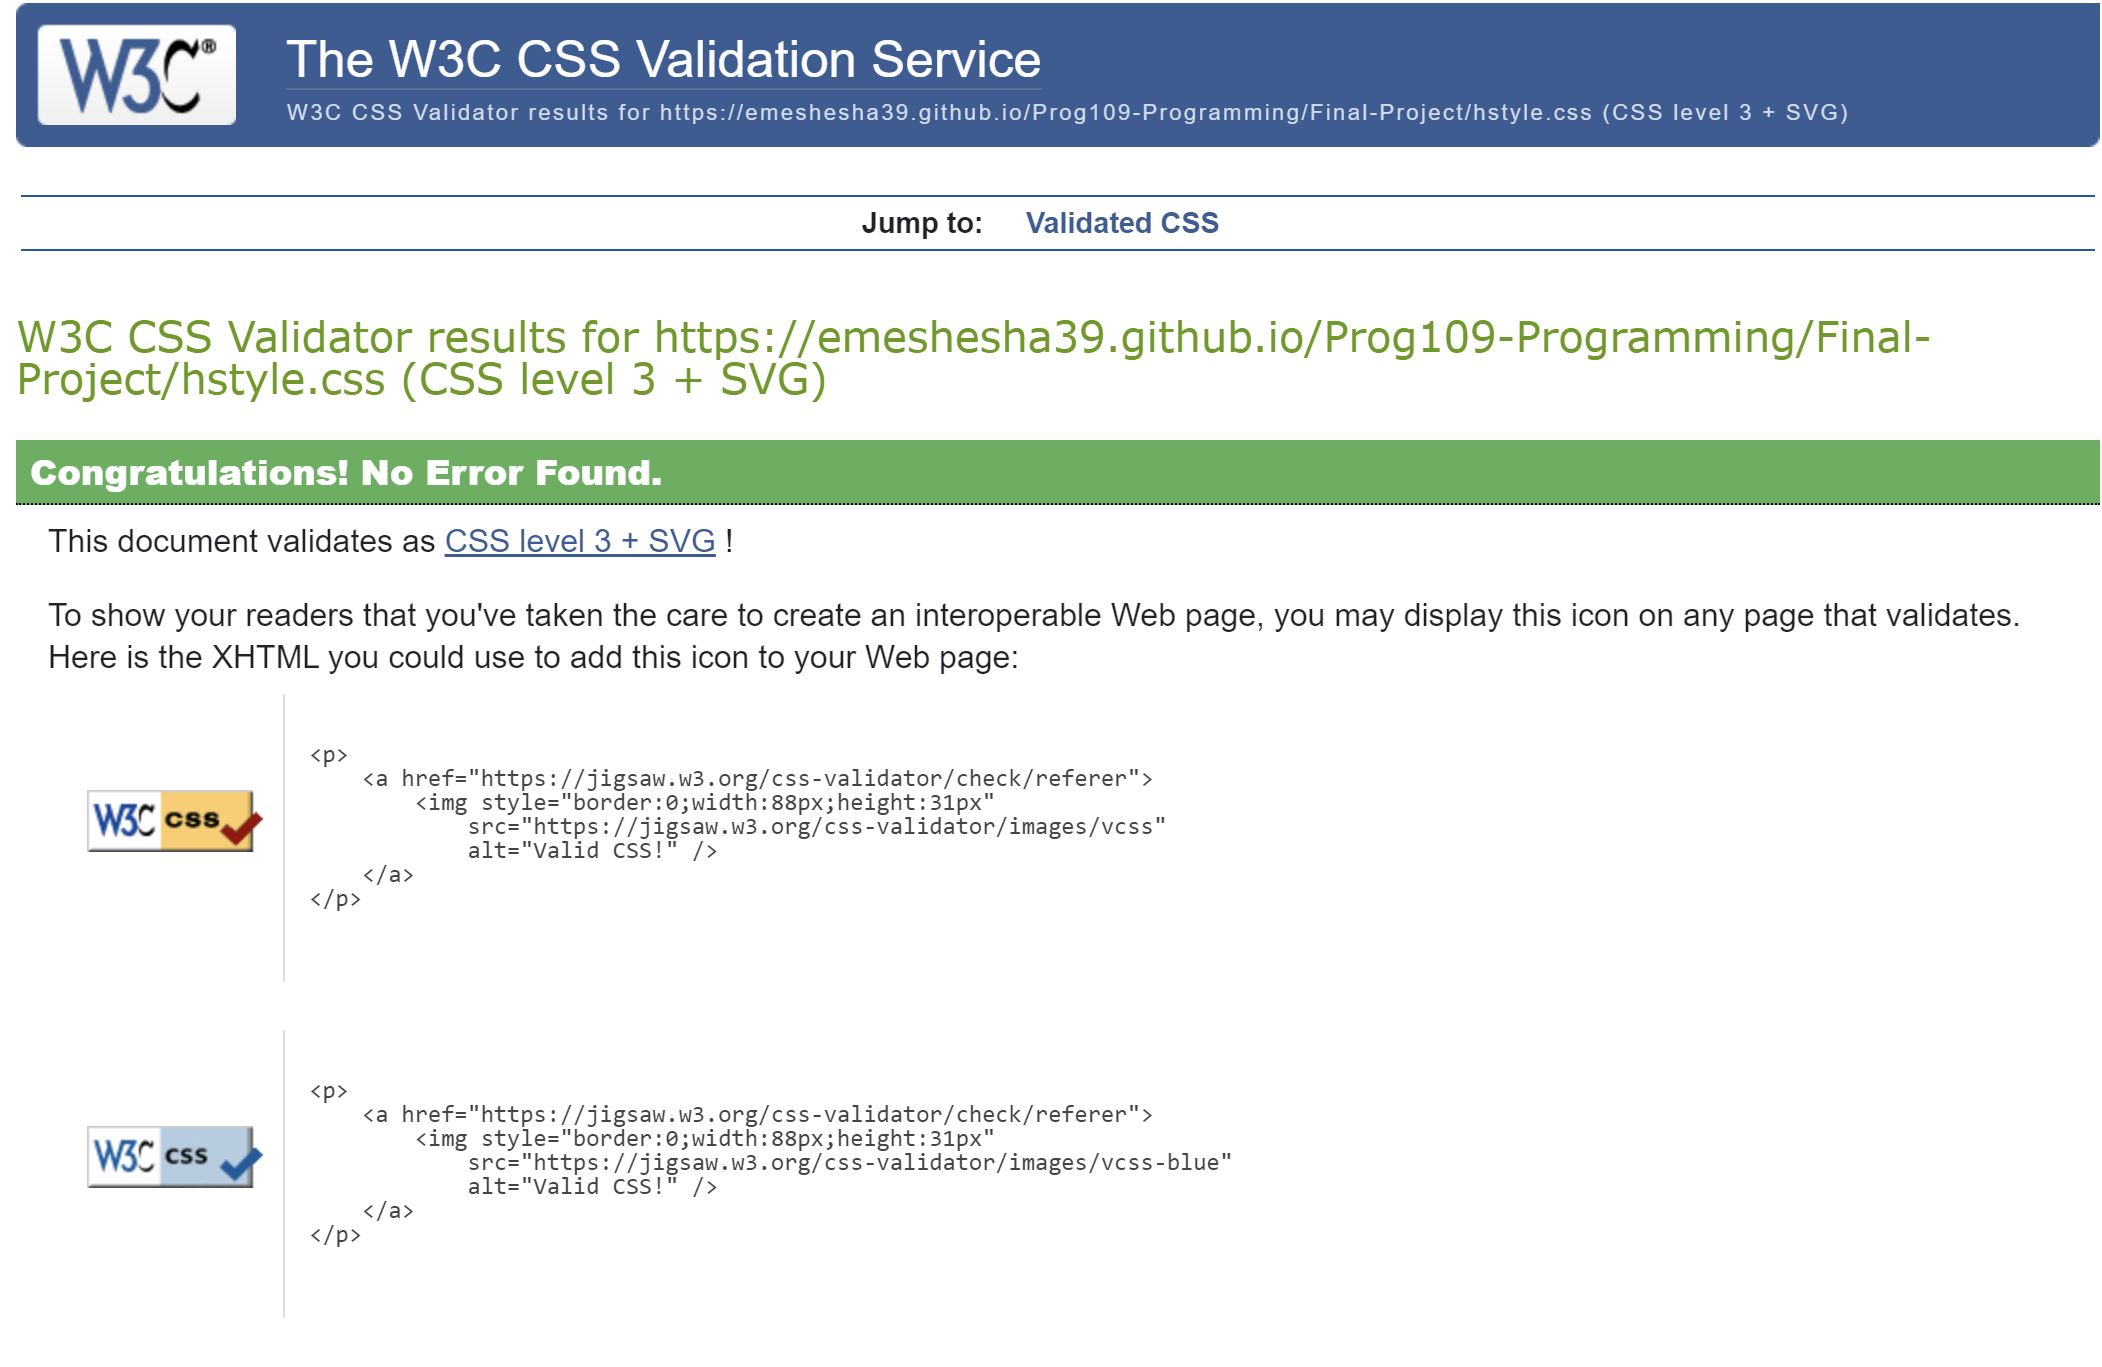 W3C®
The W3C CSS Validation Service
W3C CSS Validator results for https://emeshesha39.github.io/Prog109-Programming/Final-Project/hstyle.css (CSS level 3 + SVG)
Jump to: Validated CSS
W3C CSS Validator results for https://emeshesha39.github.io/Prog109-Programming/Final-
Project/hstyle.css (CSS level 3 + SVG)
Congratulations! No Error Found.
This document validates as CSS level 3 + SVG !
To show your readers that you've taken the care to create an interoperable Web page, you may display this icon on any page that validates.
Here is the XHTML you could use to add this icon to your Web page:
W3C css
<p>
    <a href="https://jigsaw.w3.org/css-validator/check/referer">
        <img style="border:0;width:88px;height:31px"
            src="https://jigsaw.w3.org/css-validator/images/vcss"
            alt="Valid CSS!" />
    </a>
</p>
W3C css
<p>
    <a href="https://jigsaw.w3.org/css-validator/check/referer">
        <img style="border:0;width:88px;height:31px"
            src="https://jigsaw.w3.org/css-validator/images/vcss-blue"
            alt="Valid CSS!" />
    </a>
</p>